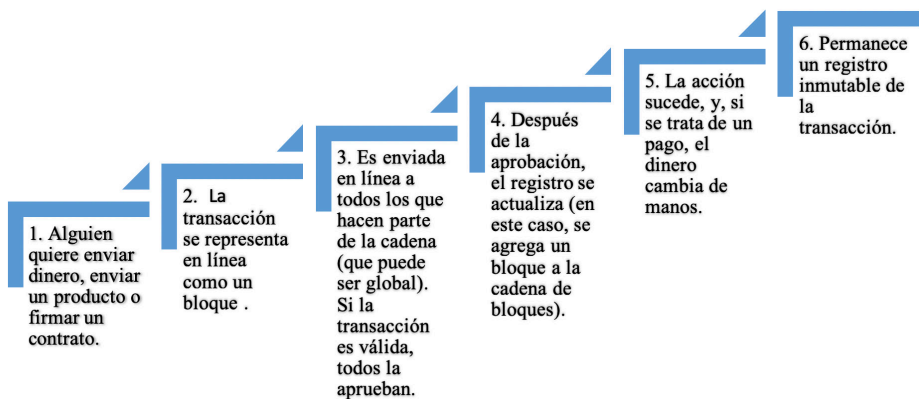 1. Alguien
quiere enviar
dinero, enviar
un producto o
firmar un
contrato.
2. La
transacción
se representa
en línea
como un
bloque .
3. Es enviada
en línea a
todos los que
hacen parte
de la cadena
(que puede
ser global).
Si la
transacción
es válida,
todos la
aprueban.
4. Después
de la
aprobación,
el registro se
actualiza (en
este caso, se
agrega un
bloque a la
cadena de
bloques).
5. La acción
sucede, y, si
se trata de un
pago, el
dinero
cambia de
manos.
6. Permanece
un registro
inmutable de
la
transacción.